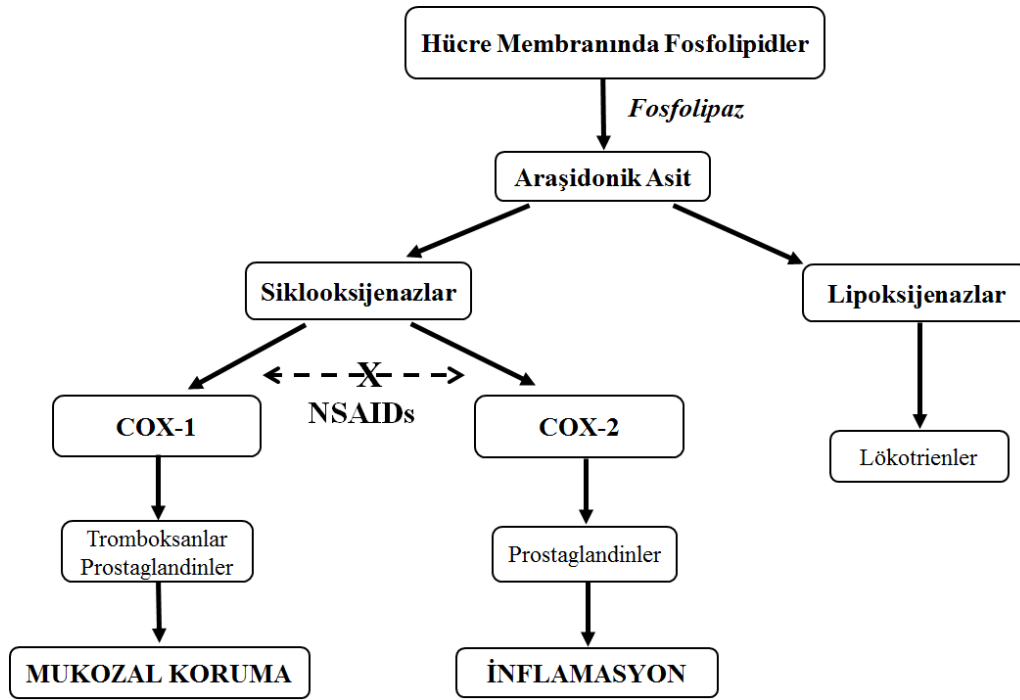 Hücre Membranında Fosfolipidler
Fosfolipaz
Araşidonik Asit
Siklooksijenazlar
Lipoksijenazlar
X
NSAIDs
COX-1
COX-2
Lökotrienler
Tromboksanlar
Prostaglandinler
Prostaglandinler
MUKOZAL KORUMA
İNFLAMASYON